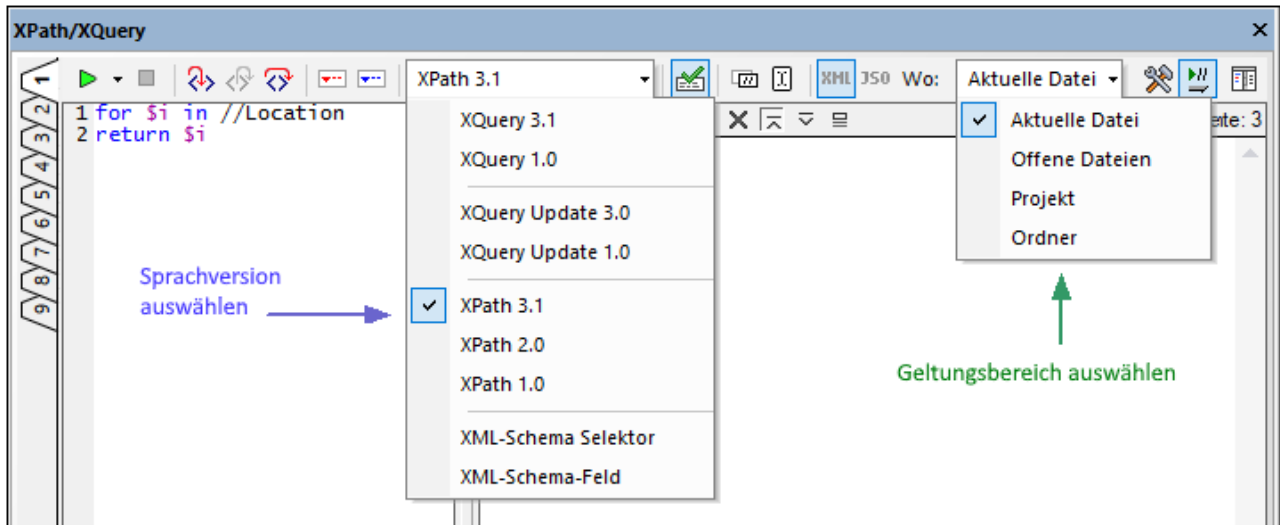 XPath/XQuery
XPath 3.1
XML JSO Wo: Aktuelle Datei
1 for $i in //Location
2 return $i
1
2
3
4
5
6
7
8
9
XQuery 3.1
XQuery 1.0
XQuery Update 3.0
XQuery Update 1.0
XPath 3.1
XPath 2.0
XPath 1.0
XML-Schema Selektor
XML-Schema-Feld
Aktuelle Datei
Offene Dateien
Projekt
Ordner
eite: 3
Sprachversion
auswählen
Geltungsbereich auswählen